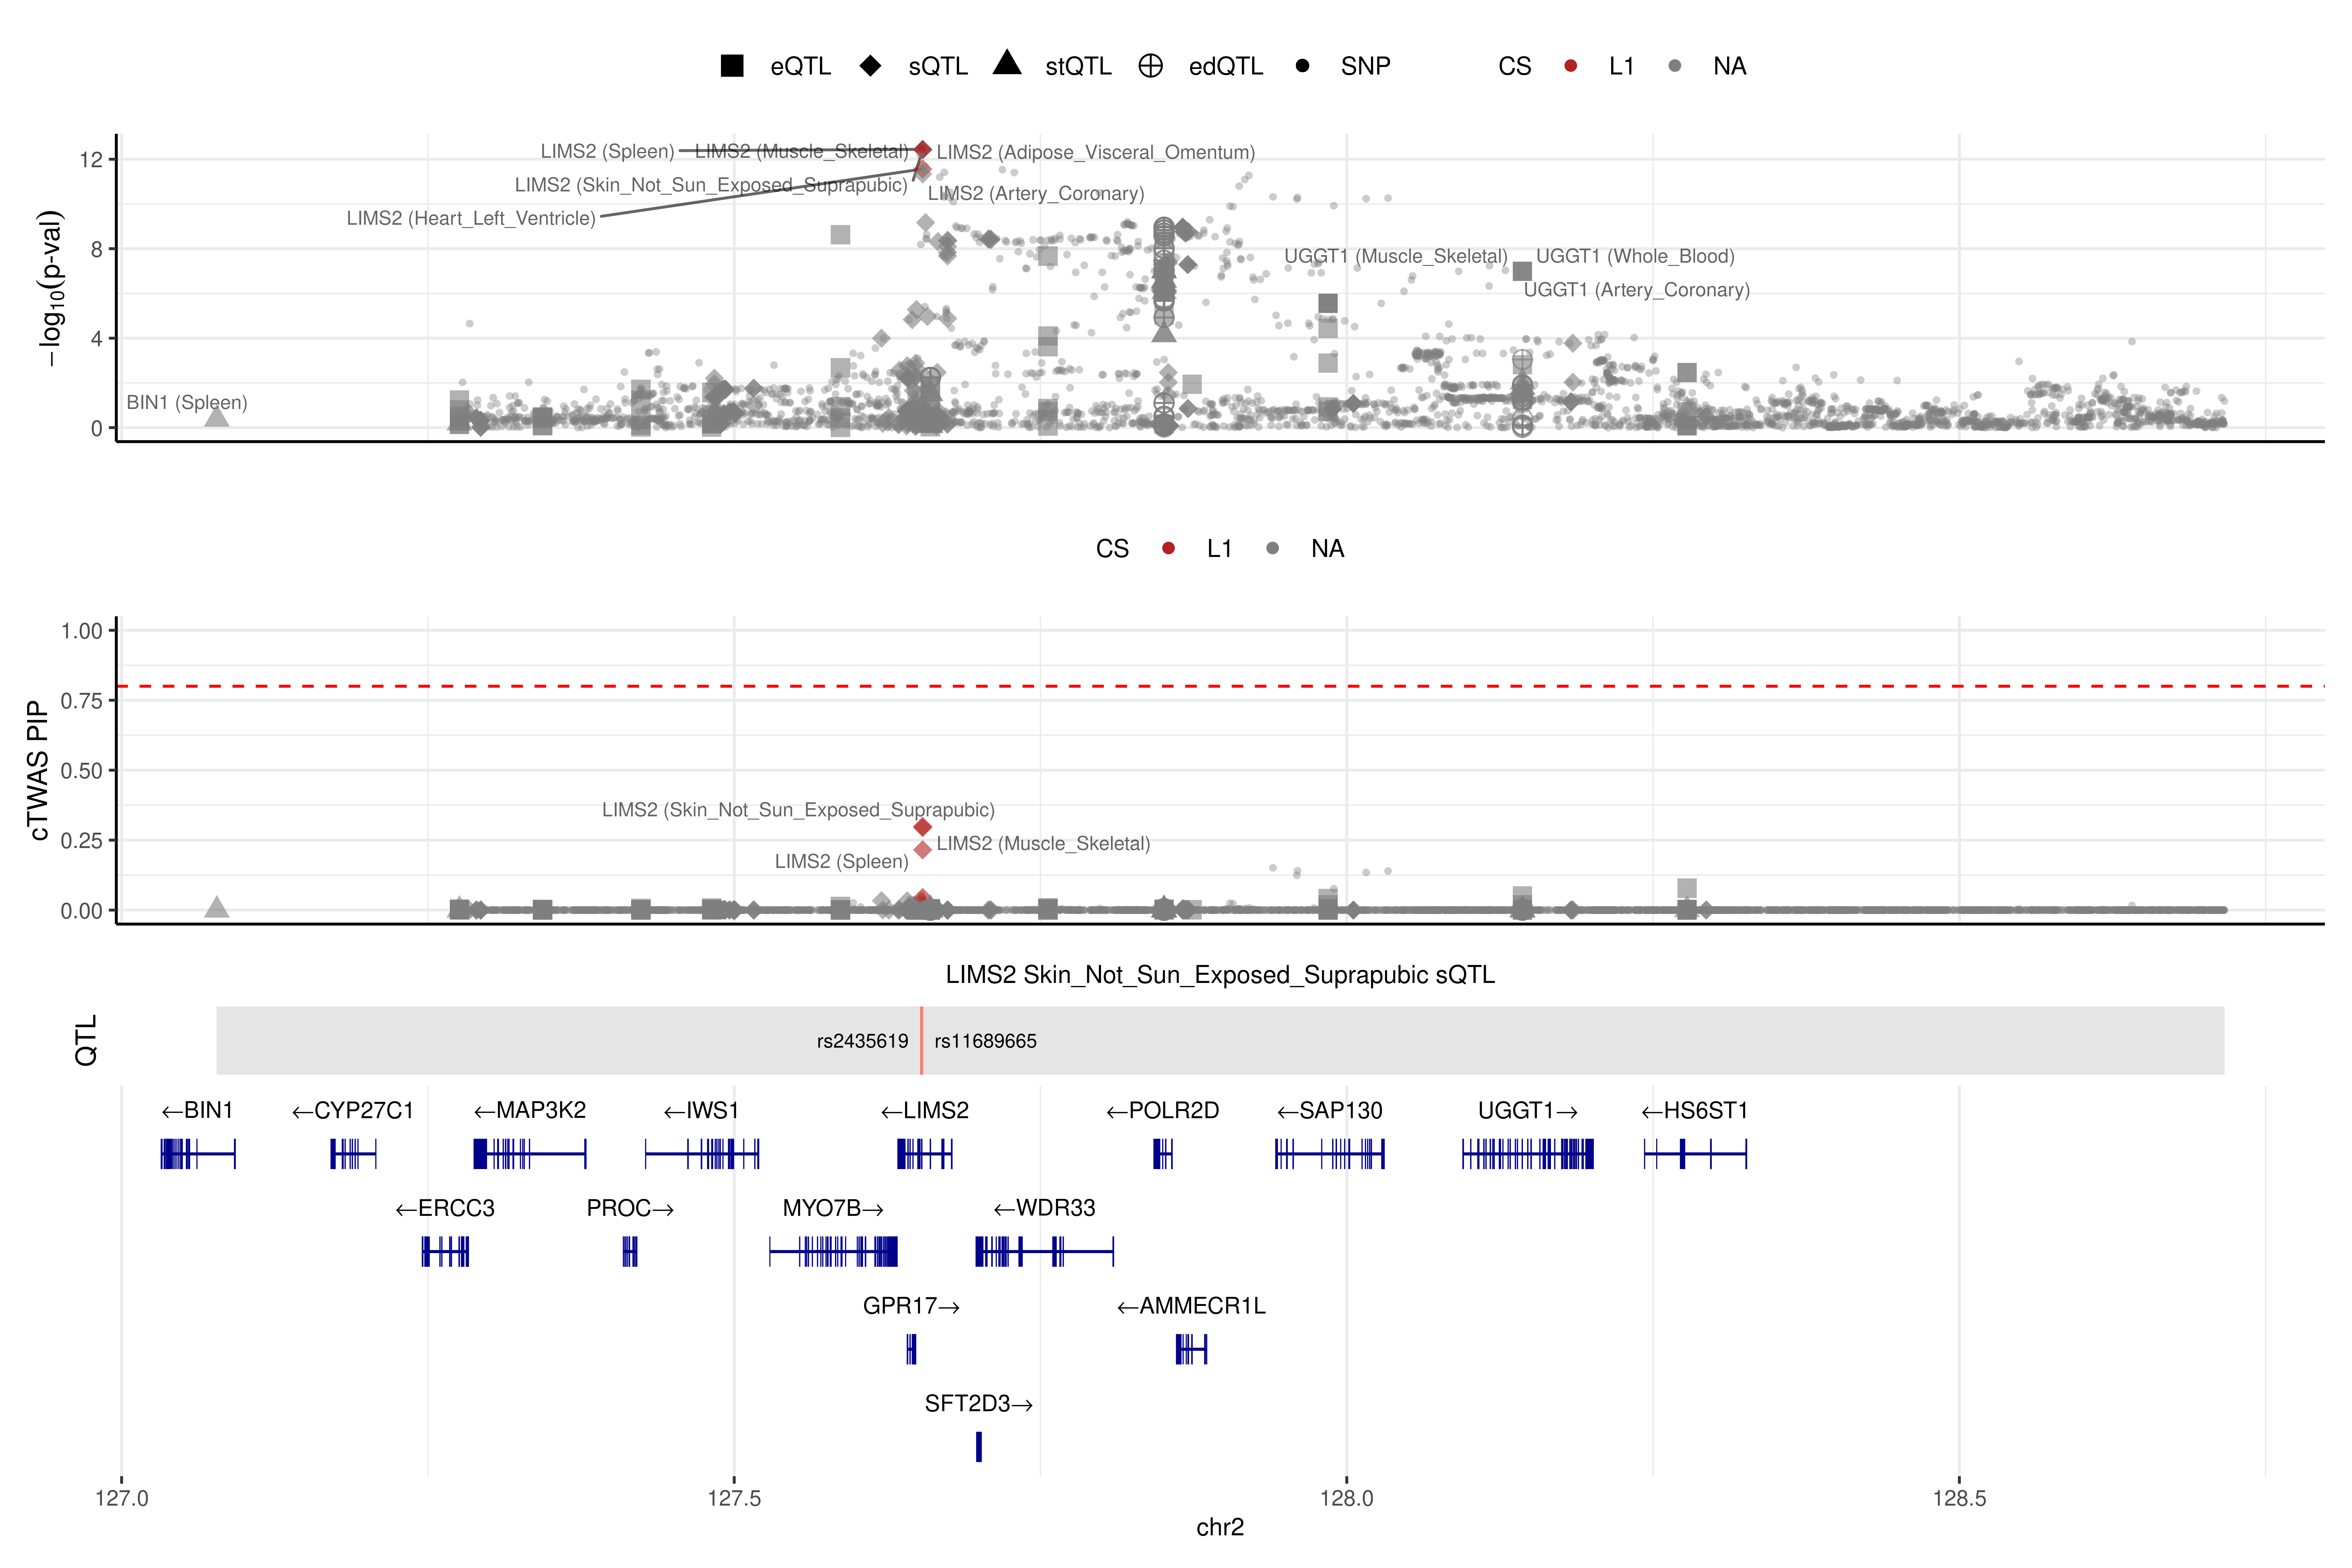 eQTL sQTL stQTL edQTL SNP CS L1 NA
−log10(p-val)
12
8
4
0
LIMS2 (Spleen) LIMS2 (Muscle_Skeletal) LIMS2 (Adipose_Visceral_Omentum)
LIMS2 (Skin_Not_Sun_Exposed_Suprapubic) LIMS2 (Artery_Coronary)
LIMS2 (Heart_Left_Ventricle)
UGGT1 (Muscle_Skeletal) UGGT1 (Whole_Blood)
UGGT1 (Artery_Coronary)
BIN1 (Spleen)
CS L1 NA
cTWAS PIP
1.00
0.75
0.50
0.25
0.00
LIMS2 (Skin_Not_Sun_Exposed_Suprapubic)
LIMS2 (Muscle_Skeletal)
LIMS2 (Spleen)
LIMS2 Skin_Not_Sun_Exposed_Suprapubic sQTL
QTL
rs2435619 rs11689665
←BIN1 ←CYP27C1 ←MAP3K2 ←IWS1 ←LIMS2 ←POLR2D ←SAP130 UGGT1→ ←HS6ST1
←ERCC3 PROC→ MYO7B→ ←WDR33
GPR17→ ←AMMECR1L
SFT2D3→
127.0 127.5 128.0 128.5
chr2